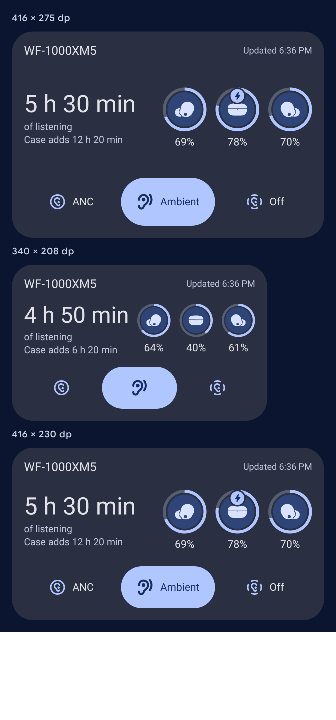 416 × 275 dp
WF-1000XM5
Updated 6:36 PM
5 h 30 min
of listening
Case adds 12 h 20 min
69%
78%
70%
ANC
Ambient
Off
340 × 208 dp
WF-1000XM5
Updated 6:36 PM
4 h 50 min
of listening
Case adds 6 h 20 min
64%
40%
61%
416 × 230 dp
WF-1000XM5
Updated 6:36 PM
5 h 30 min
of listening
Case adds 12 h 20 min
69%
78%
70%
ANC
Ambient
Off